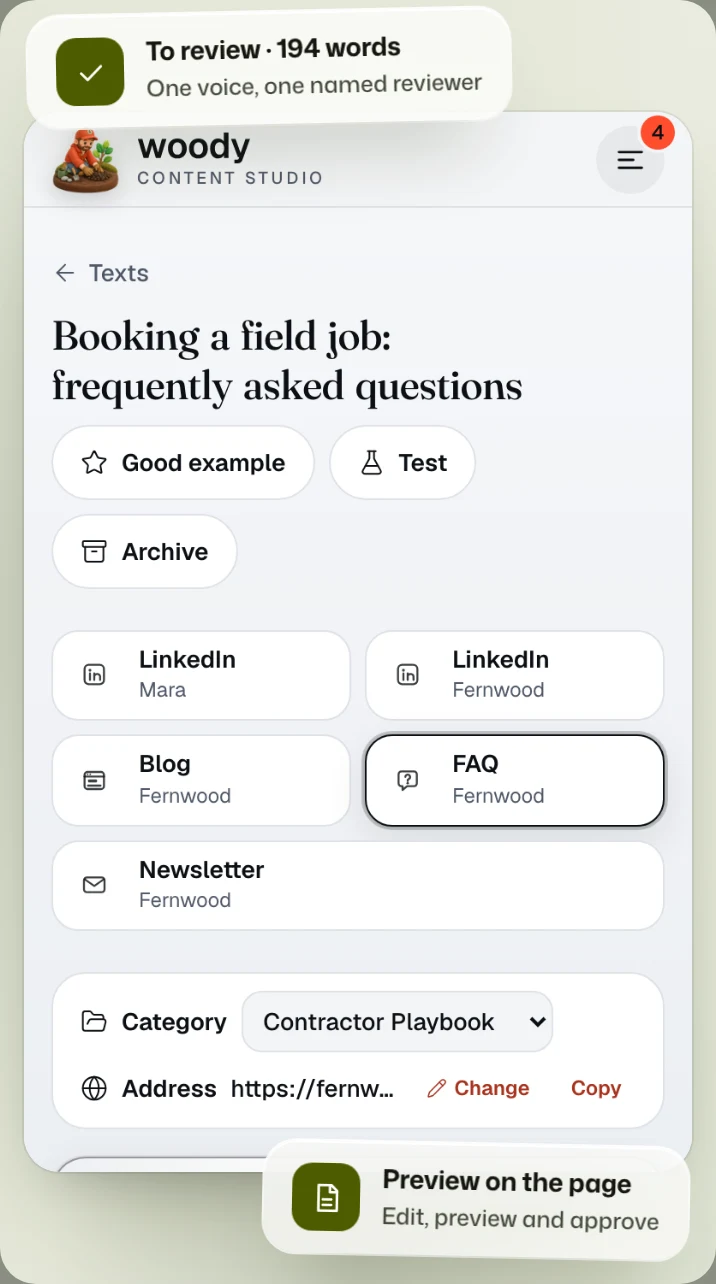 To review · 194 words
One voice, one named reviewer
woody
CONTENT STUDIO
4
Texts
Booking a field job:
frequently asked questions
Good example
Test
Archive
LinkedIn
Mara
LinkedIn
Fernwood
Blog
Fernwood
FAQ
Fernwood
Newsletter
Fernwood
Category
Contractor Playbook
Address https://fernw... Change Copy
Preview on the page
Edit, preview and approve